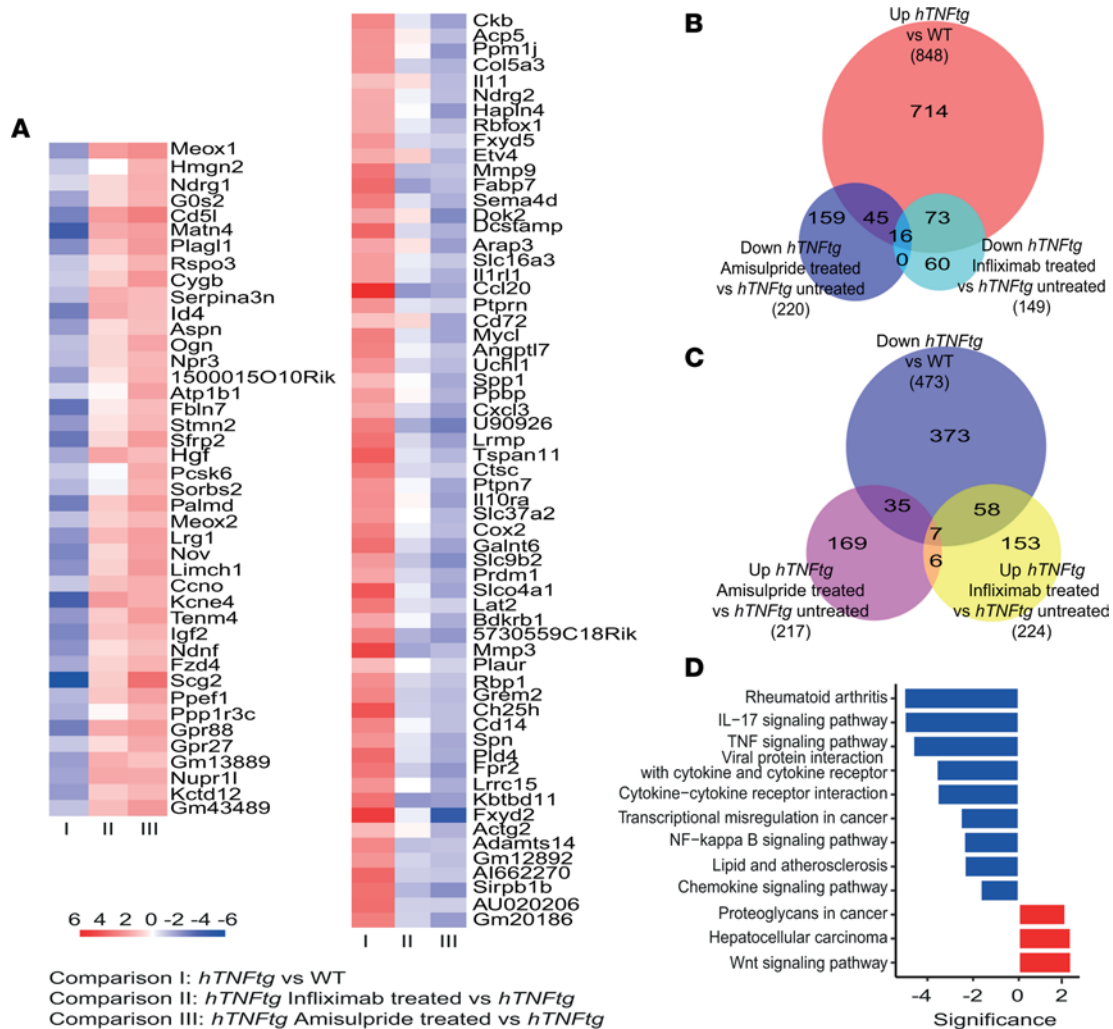 A
Meox1
Hmgn2
Ndrg1
G0s2
Cd5l
Matn4
Plagl1
Rspo3
Cygb
Serpina3n
Id4
Aspn
Ogn
Npr3
1500015O10Rik
Atp1b1
Fbln7
Stmn2
Sfrp2
Hgf
Pcsk6
Sorbs2
Palmd
Meox2
Lrg1
Nov
Limch1
Ccno
Kcne4
Tenm4
Igf2
Ndnf
Fzd4
Scg2
Ppef1
Ppp1r3c
Gpr88
Gpr27
Gm13889
Nupr1l
Kctd12
Gm43489
I II III
6 4 2 0 -2 -4 -6
Ckb
Acp5
Ppm1j
Col5a3
Il11
Ndrg2
Hapln4
Rbfox1
Fxyd5
Etv4
Mmp9
Fabp7
Sema4d
Dok2
Dcstamp
Arap3
Slc16a3
Il1rl1
Ccl20
Ptprn
Cd72
Mycl
Angptl7
Uchl1
Spp1
Ppbp
Cxcl3
U90926
Lrmp
Tspan11
Ctsc
Ptpn7
Il10ra
Slc37a2
Cox2
Galnt6
Slc9b2
Prdm1
Slco4a1
Lat2
Bdkrb1
5730559C18Rik
Mmp3
Plaur
Rbp1
Grem2
Ch25h
Cd14
Spn
Pld4
Fpr2
Lrrc15
Kbtbd11
Fxyd2
Actg2
Adamts14
Gm12892
AI662270
Sirpb1b
AU020206
Gm20186
I II III
Comparison I: hTNFtg vs WT
Comparison II: hTNFtg Infliximab treated vs hTNFtg
Comparison III: hTNFtg Amisulpride treated vs hTNFtg
B
Up hTNFtg
vs WT
(848)
714
159 45 73
16
0 60
Down hTNFtg
Amisulpride treated
vs hTNFtg untreated
(220)
Down hTNFtg
Infliximab treated
vs hTNFtg untreated
(149)
C
Down hTNFtg
vs WT
(473)
373
35 58
7
169 153
6
Up hTNFtg
Amisulpride treated
vs hTNFtg untreated
(217)
Up hTNFtg
Infliximab treated
vs hTNFtg untreated
(224)
D
Rheumatoid arthritis
IL-17 signaling pathway
TNF signaling pathway
Viral protein interaction
with cytokine and cytokine receptor
Cytokine-cytokine receptor interaction
Transcriptional misregulation in cancer
NF-kappa B signaling pathway
Lipid and atherosclerosis
Chemokine signaling pathway
Proteoglycans in cancer
Hepatocellular carcinoma
Wnt signaling pathway
-4 -2 0 2
Significance